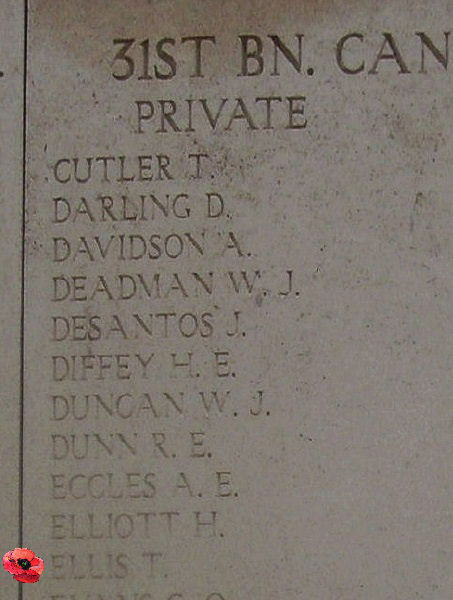 31ST BN. CAN
PRIVATE
CUTLER T.
DARLING D.
DAVIDSON A.
DEADMAN W. J.
DESANTOS J.
DIFFEY H. E.
DUNCAN W. J.
DUNN R. E.
ECCLES A. E.
ELLIOTT H.
ELLIS T.